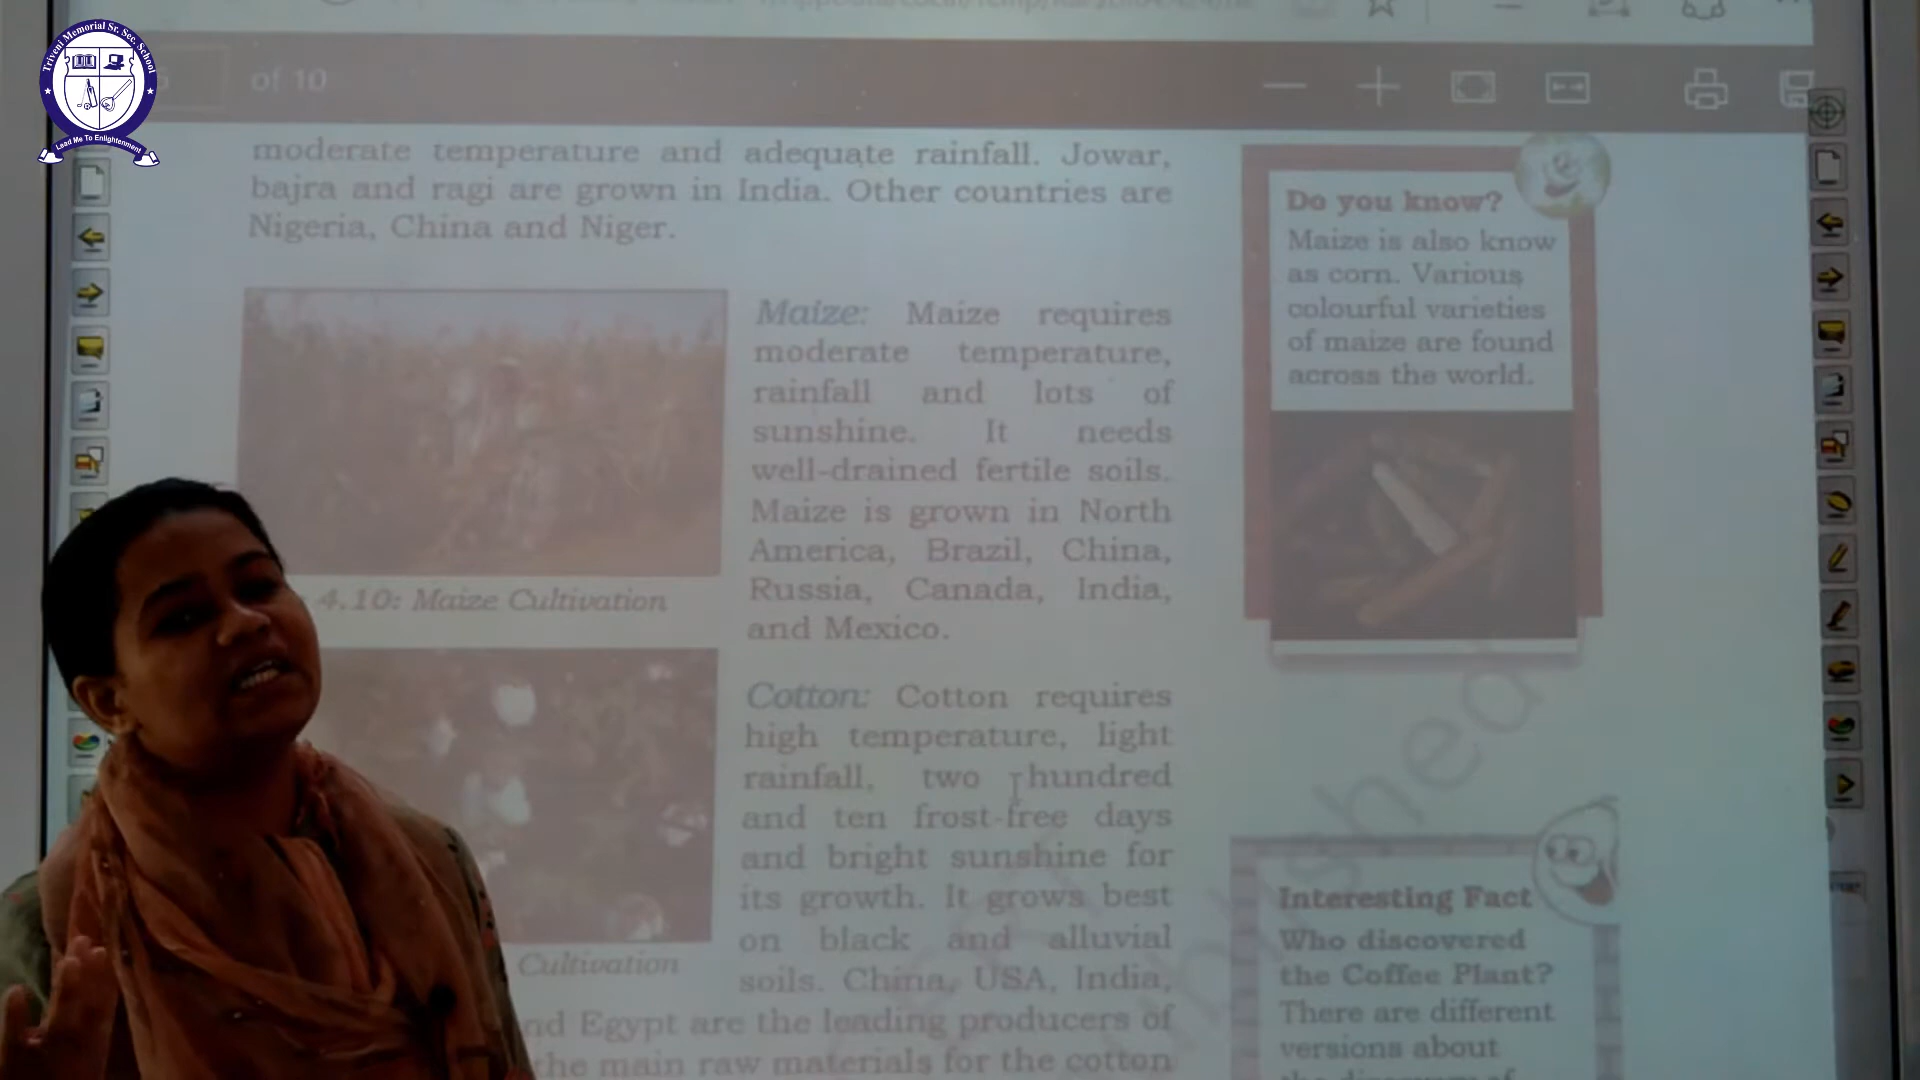 Triveni Memorial Sr. Sec. School
Lead Me To Enlightenment
of 10
moderate temperature and adequate rainfall. Jowar,
bajra and ragi are grown in India. Other countries are
Nigeria, China and Niger.
Maize: Maize requires
moderate temperature,
rainfall and lots of
sunshine. It needs
well-drained fertile soils.
Maize is grown in North
America, Brazil, China,
Russia, Canada, India,
and Mexico.
4.10: Maize Cultivation
Cotton: Cotton requires
high temperature, light
rainfall, two hundred
and ten frost-free days
and bright sunshine for
its growth. It grows best
on black and alluvial
soils. China, USA, India,
Cultivation
nd Egypt are the leading producers of
the main raw materials for the cotton
Do you know?
Maize is also know
as corn. Various
colourful varieties
of maize are found
across the world.
Interesting Fact
Who discovered
the Coffee Plant?
There are different
versions about